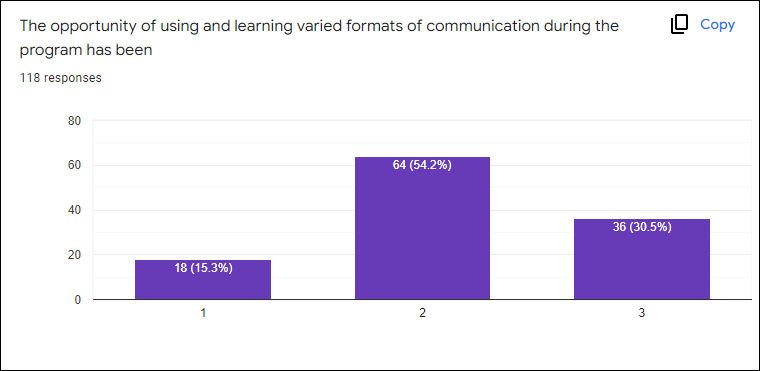 The opportunity of using and learning varied formats of communication during the
program has been
Copy
118 responses
80
60
40
20
0
18 (15.3%)
64 (54.2%)
36 (30.5%)
1
2
3